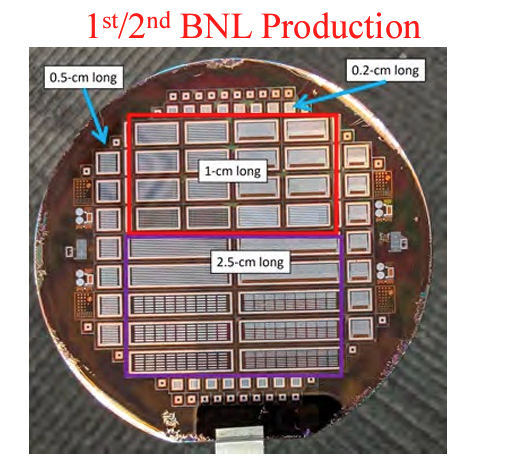 1st/2nd BNL Production
0.5-cm long
0.2-cm long
1-cm long
2.5-cm long